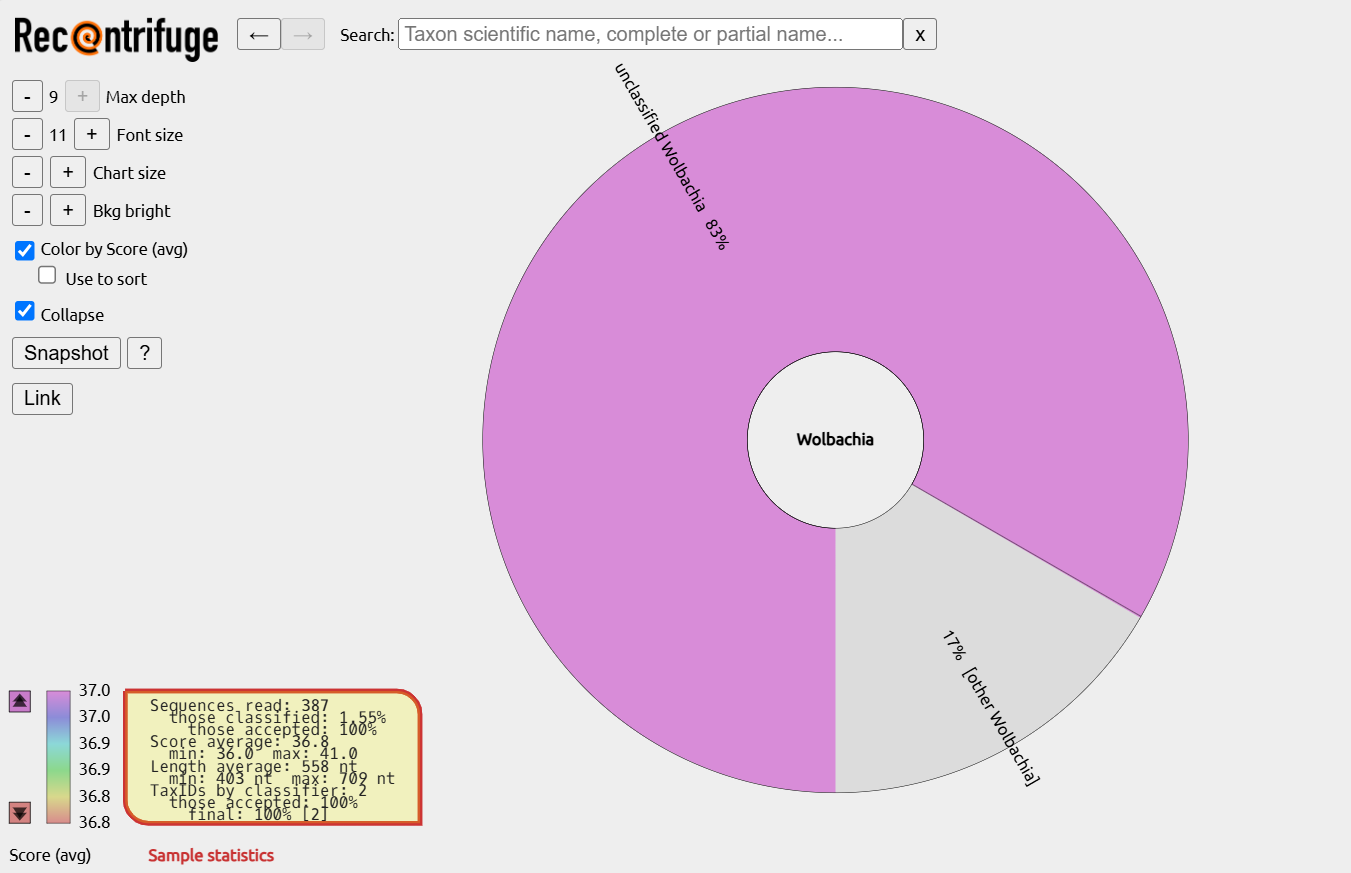 Rec@ntrifuge
← → Search: Taxon scientific name, complete or partial name... x
- 9 + Max depth
- 11 + Font size
- + Chart size
- + Bkg bright
Color by Score (avg)
Use to sort
Collapse
Snapshot ?
Link
unclassified Wolbachia 83%
Wolbachia
17% [other Wolbachia]
37.0
37.0
36.9
36.9
36.8
36.8
Score (avg)
Sequences read: 387
those classified: 1.55%
those accepted: 100%
Score average: 36.8
min: 36.0 max: 41.0
Length average: 558 nt
min: 403 nt max: 709 nt
TaxIDs by classifier: 2
those accepted: 100%
final: 100% [2]
Sample statistics